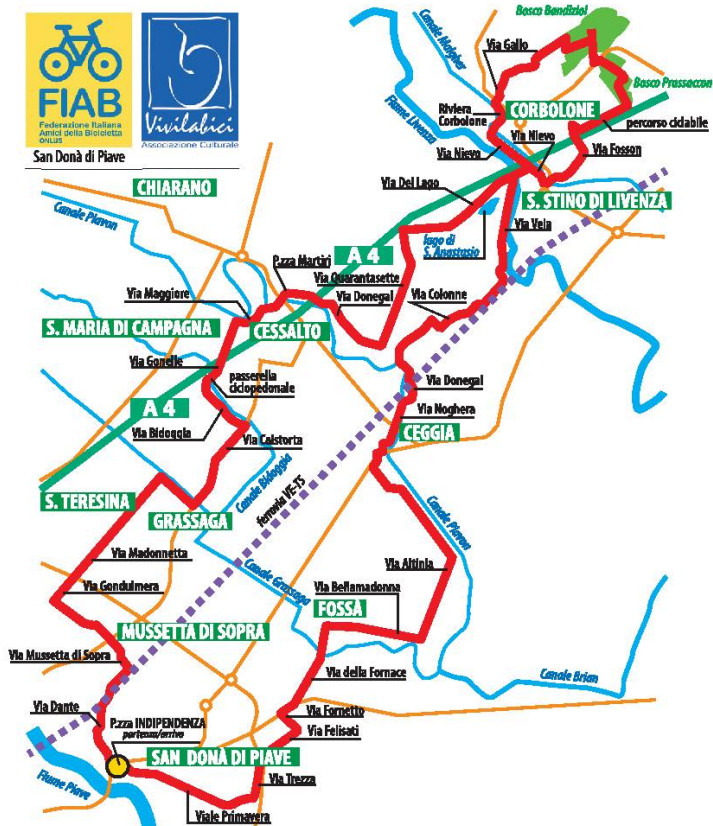 FIAB
Federazione Italiana
Amici della Bicicletta
ONLUS
Vivilabici
Associazione Culturale
San Donà di Piave
Bosco Bandiziol
Canale Malgher
Via Gallo
Bosco Prassaccon
Fiume Livenza
Riviera
Corbolone
CORBOLONE
percorso ciclabile
Via Nievo
Via Nievo
Via Fosson
CHIARANO
Via Del Lago
S. STINO DI LIVENZA
Canale Piavon
lago di
S. Anastasio
Via Vela
A 4
P.zza Martiri
Via Quarantasette
Via Maggiore
Via Donegal
Via Colonne
S. MARIA DI CAMPAGNA
CESSALTO
Via Gonelle
passerella
ciclopedonale
Via Donegal
A 4
Via Bidoggia
Via Noghera
CEGGIA
Via Calstorta
Canale Bidoggia
S. TERESINA
ferrovia VE-TS
GRASSAGA
Canale Piavon
Via Madonnetta
Via Altinia
Canale Grassaga
Via Gondulmera
Via Bellamadonna
FOSSÀ
MUSSETTA DI SOPRA
Via Mussetta di Sopra
Via della Fornace
Canale Brian
Via Dante
P.zza INDIPENDENZA
partenza/arrivo
Via Fornetto
Via Felisati
SAN DONÀ DI PIAVE
Fiume Piave
Via Trezza
Viale Primavera